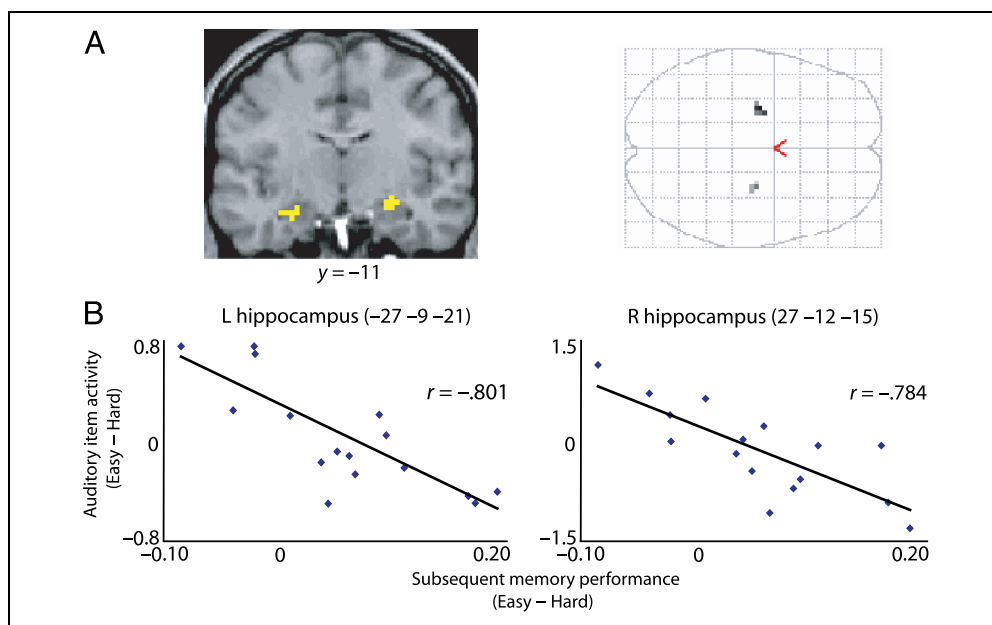 A
y = –11
B
L hippocampus (–27 –9 –21)
R hippocampus (27 –12 –15)
Auditory item activity
(Easy – Hard)
0.8
0
–0.8
r = –.801
–0.10
0
0.20
1.5
0
–1.5
r = –.784
–0.10
0
0.20
Subsequent memory performance
(Easy – Hard)